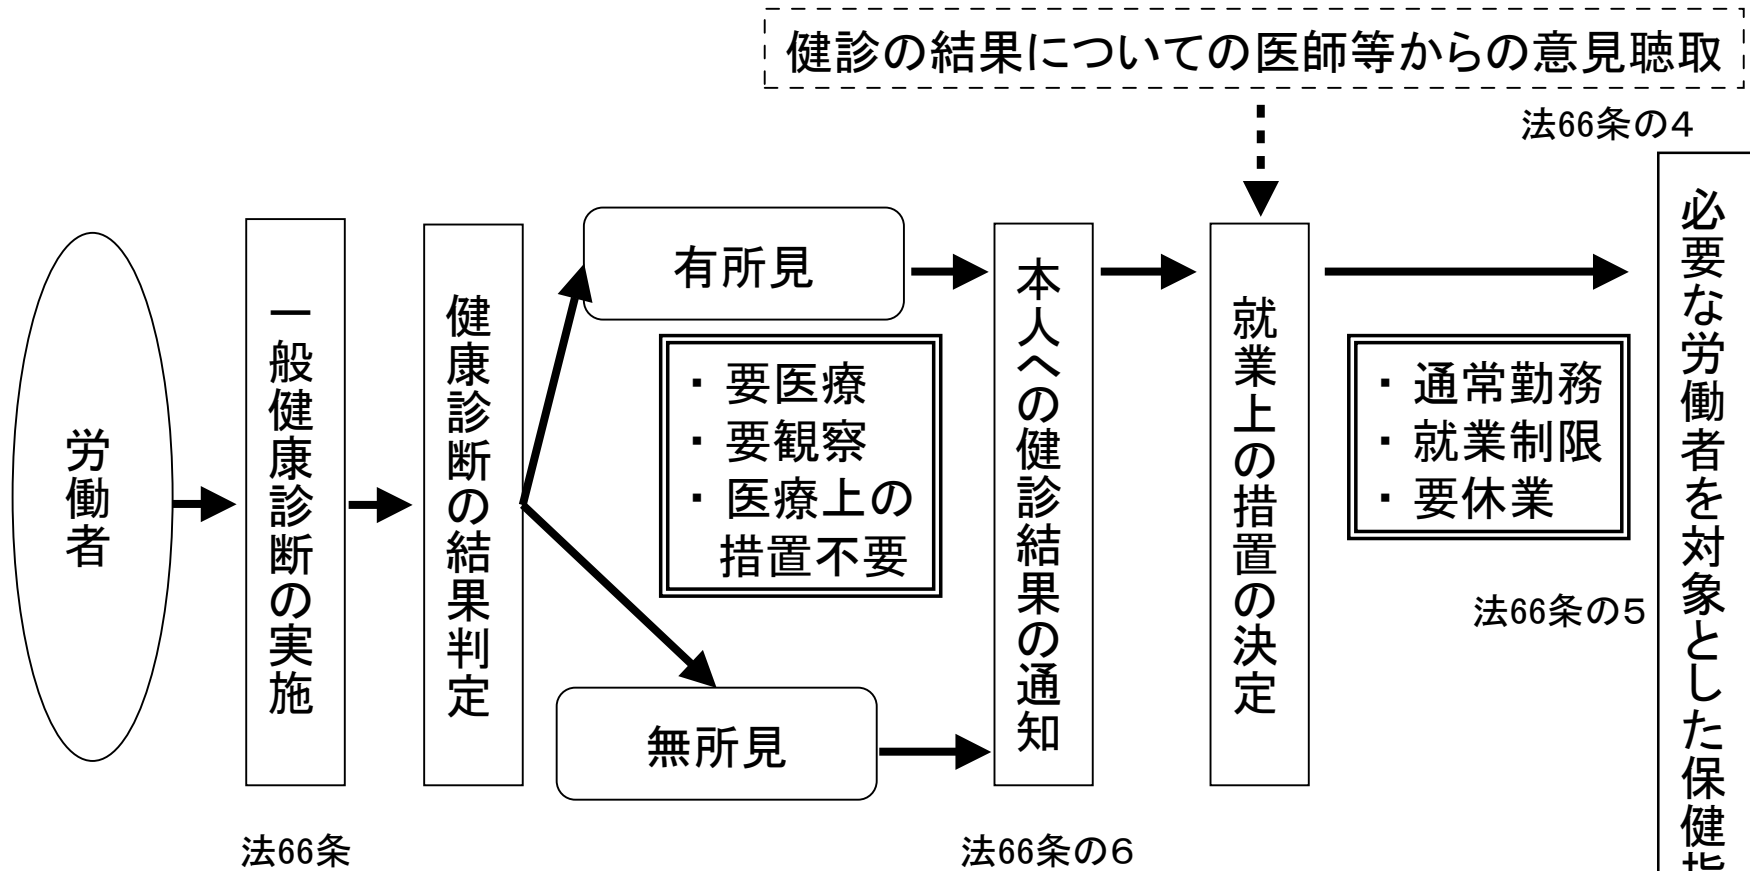 健診の結果についての医師等からの意見聴取
法66条の4
労働者
一般健康診断の実施
健康診断の結果判定
有所見
・要医療
・要観察
・医療上の
措置不要
無所見
本人への健診結果の通知
就業上の措置の決定
・通常勤務
・就業制限
・要休業
法66条の5
必要な労働者を対象とした保健
法66条
法66条の6